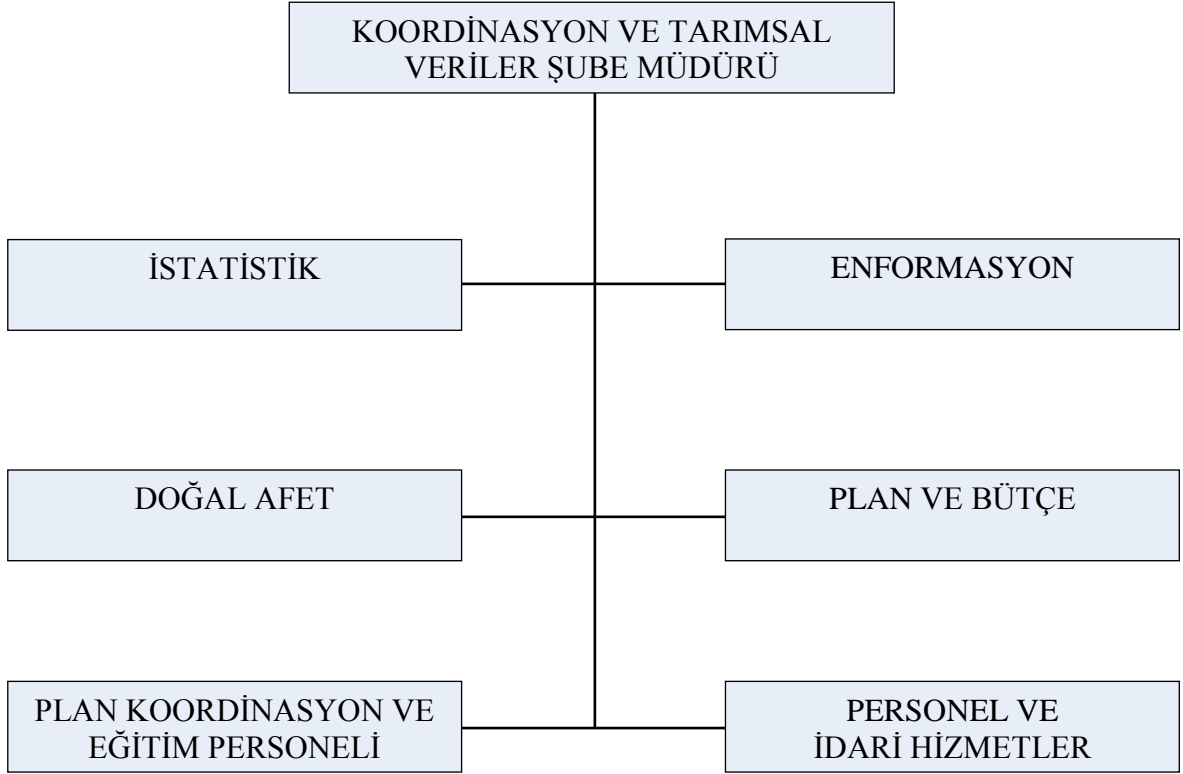 KOORDİNASYON VE TARIMSAL
VERİLER ŞUBE MÜDÜRÜ
İSTATİSTİK
ENFORMASYON
DOĞAL AFET
PLAN VE BÜTÇE
PLAN KOORDİNASYON VE
EĞİTİM PERSONELİ
PERSONEL VE
İDARİ HİZMETLER